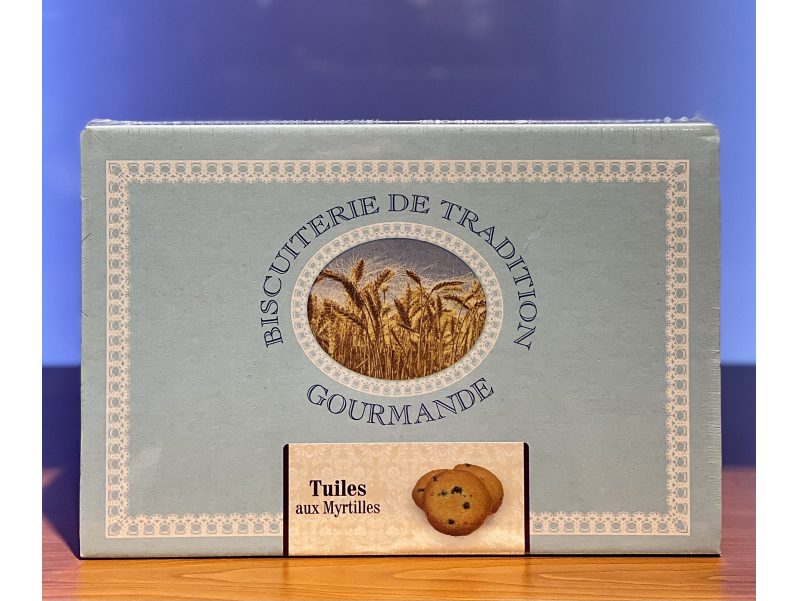 BISCUITERIE DE TRADITION
GOURMANDE
Tuiles
aux Myrtilles